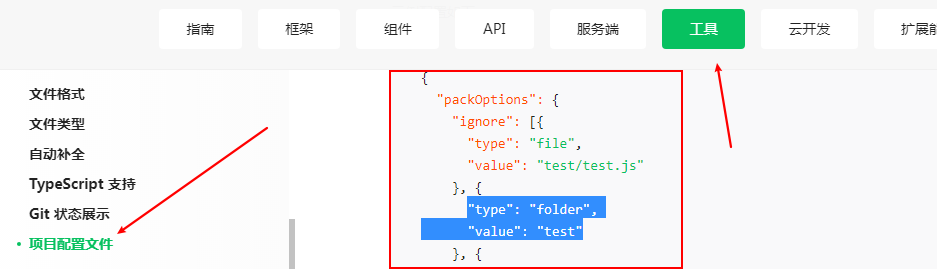 指南 框架 组件 API 服务端 工具 云开发 扩展能
文件格式
文件类型
自动补全
TypeScript 支持
Git 状态展示
项目配置文件
{
"packOptions": {
"ignore": [{
"type": "file",
"value": "test/test.js"
}, {
"type": "folder",
"value": "test"
}, {